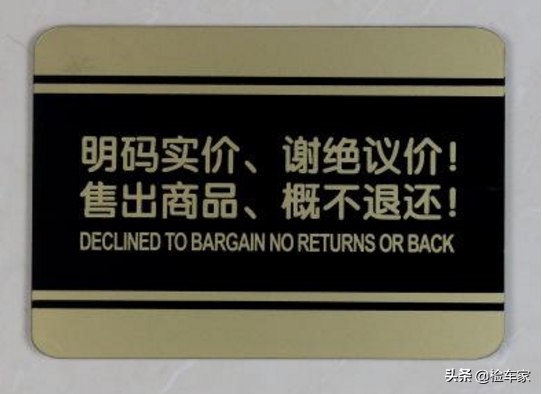 明码实价、谢绝议价!
售出商品、概不退还!
DECLINED TO BARGAIN NO RETURNS OR BACK
头条 @检车家